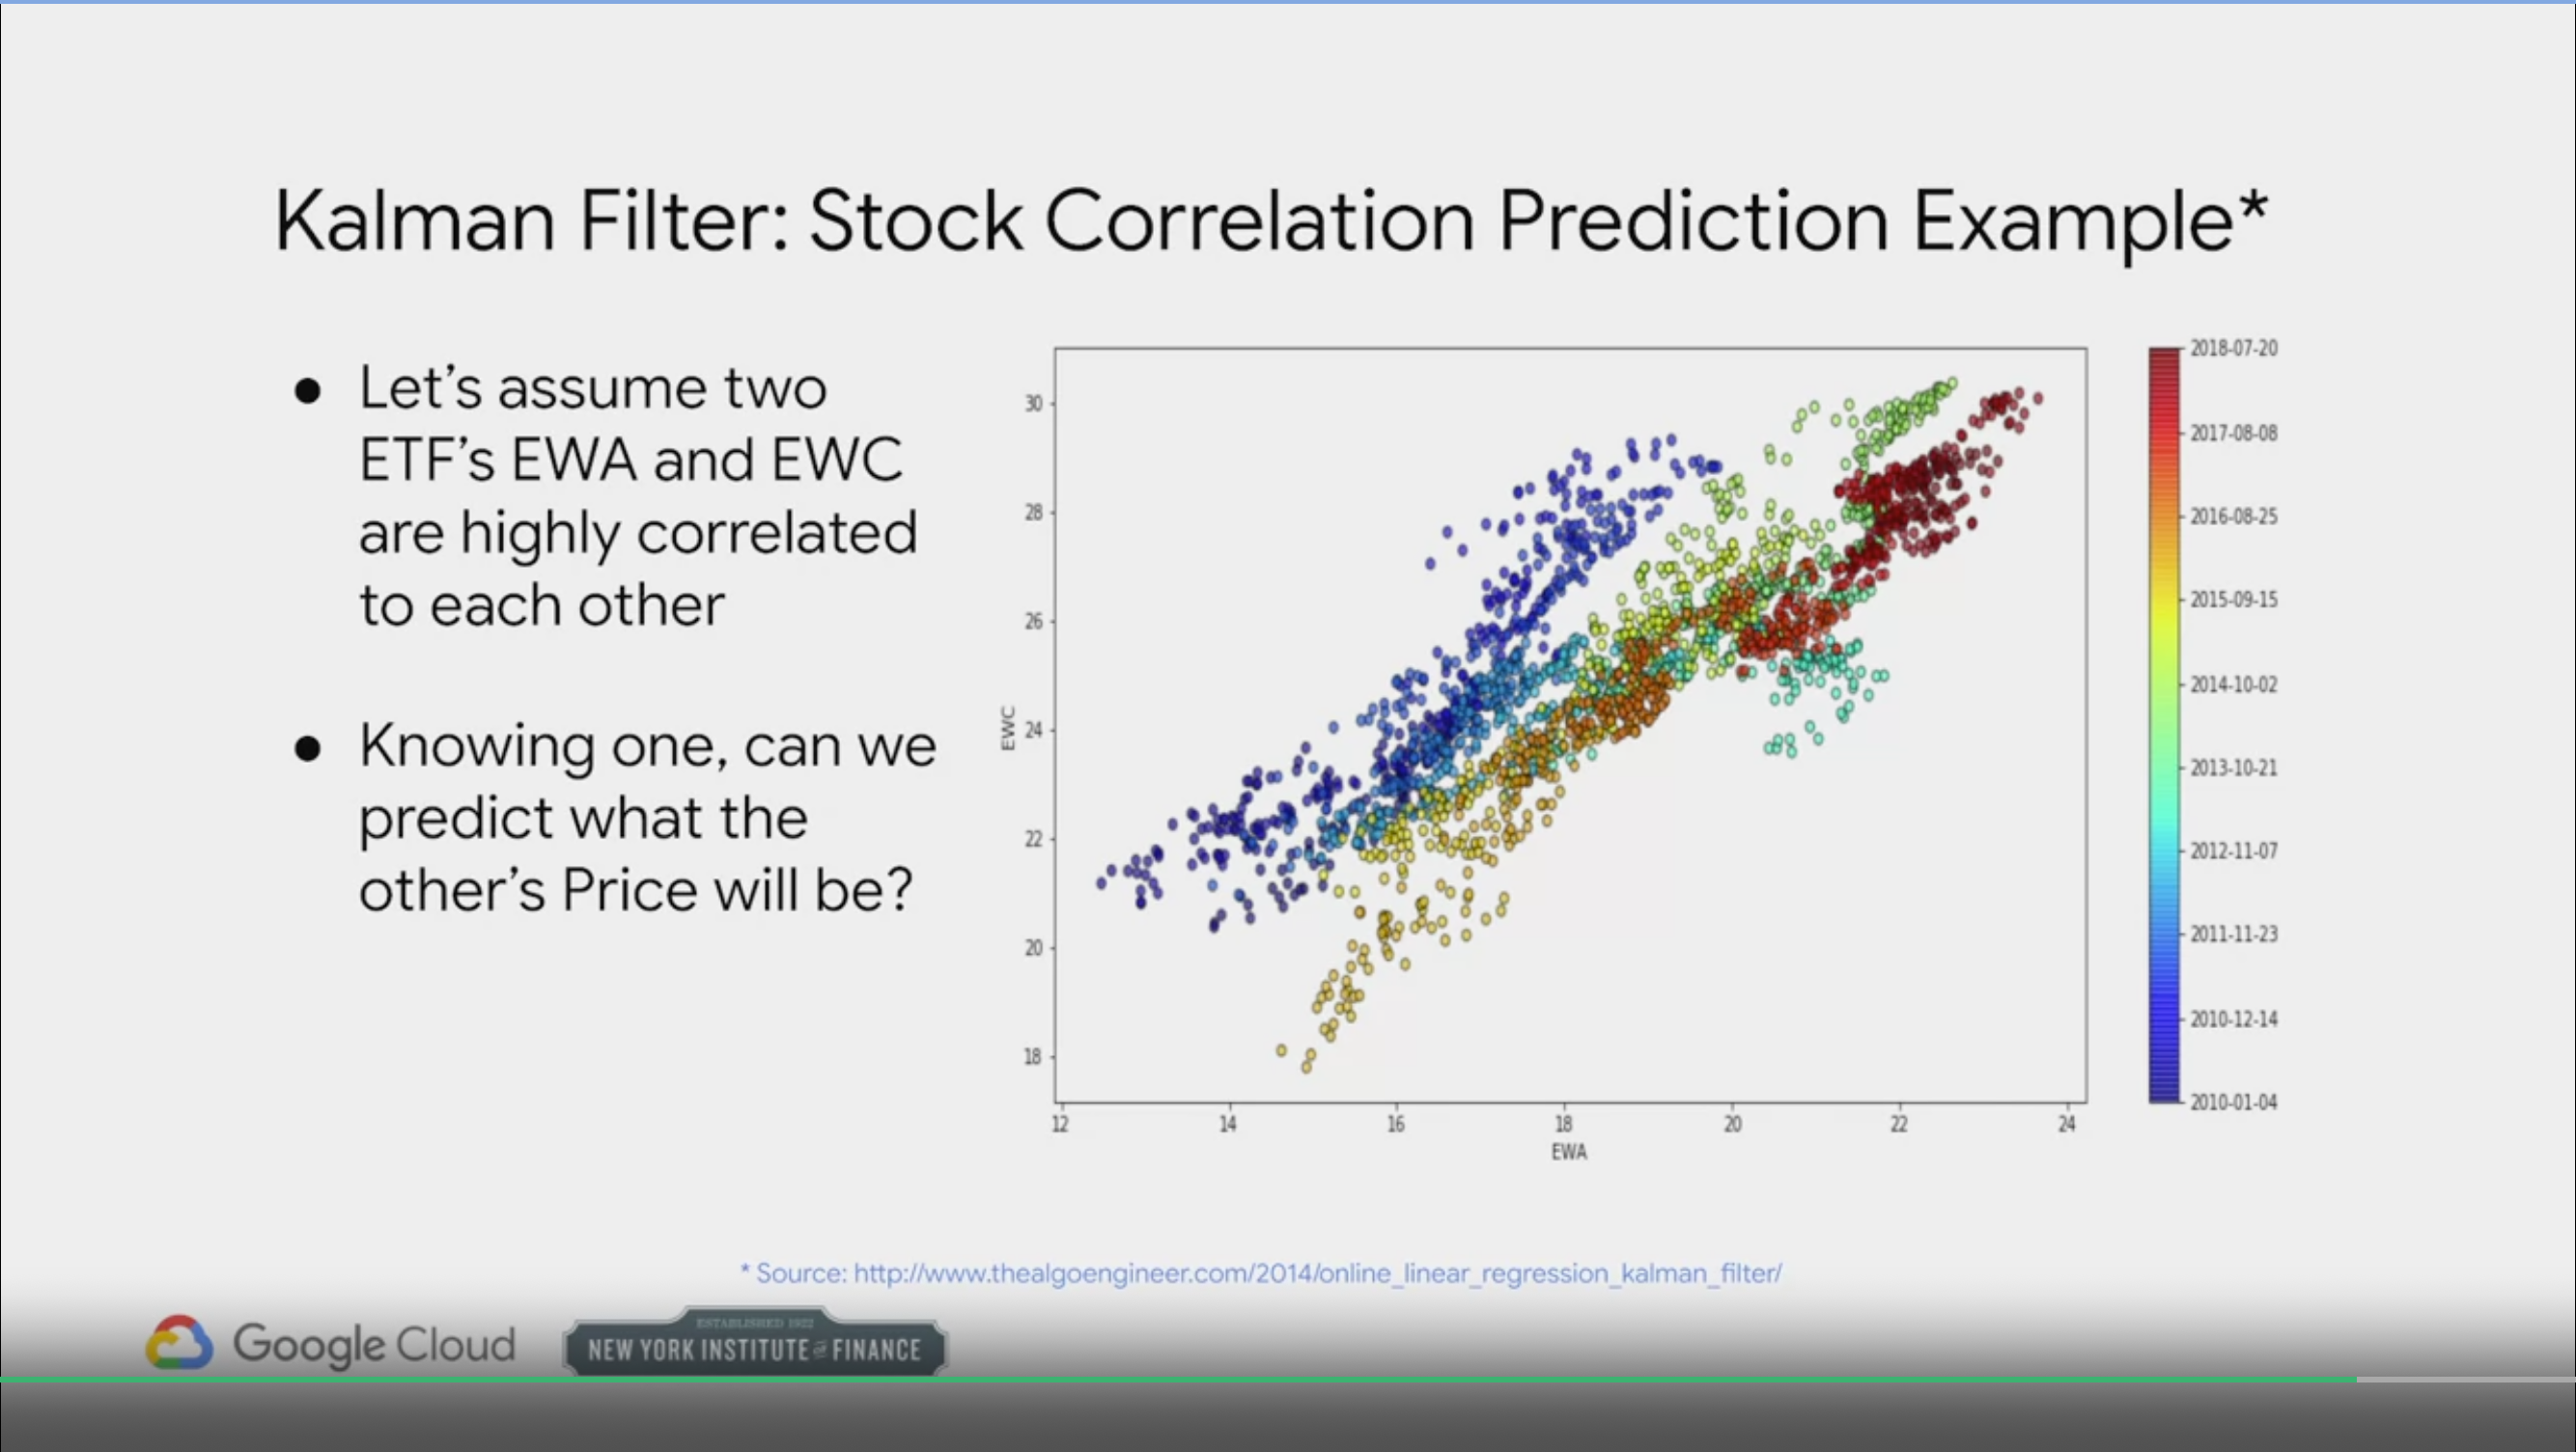 Kalman Filter: Stock Correlation Prediction Example*
● Let's assume two
ETF's EWA and EWC
are highly correlated
to each other
● Knowing one, can we
predict what the
other's Price will be?
EWC
30
28
26
24
22
20
18
12 14 16 18 20 22 24
EWA
2018-07-20
2017-08-08
2016-08-25
2015-09-15
2014-10-02
2013-10-21
2012-11-07
2011-11-23
2010-12-14
2010-01-04
* Source: http://www.thealgoengineer.com/2014/online_linear_regression_kalman_filter/
Google Cloud
ESTABLISHED 1922
NEW YORK INSTITUTE of FINANCE